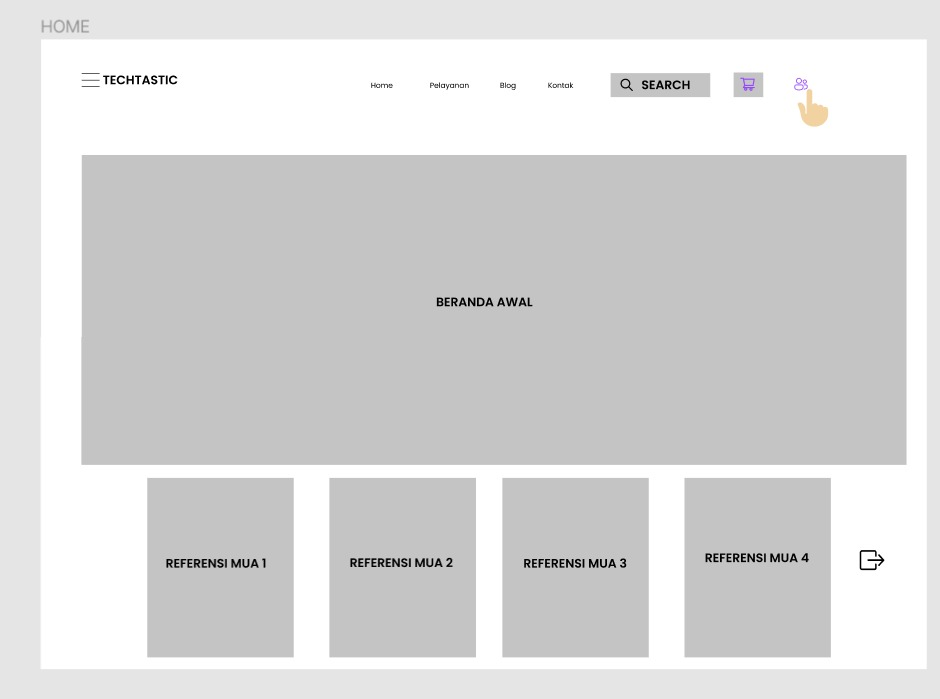 HOME
TECHTASTIC
Home Pelayanan Blog Kontak SEARCH
BERANDA AWAL
REFERENSI MUA 1 REFERENSI MUA 2 REFERENSI MUA 3 REFERENSI MUA 4